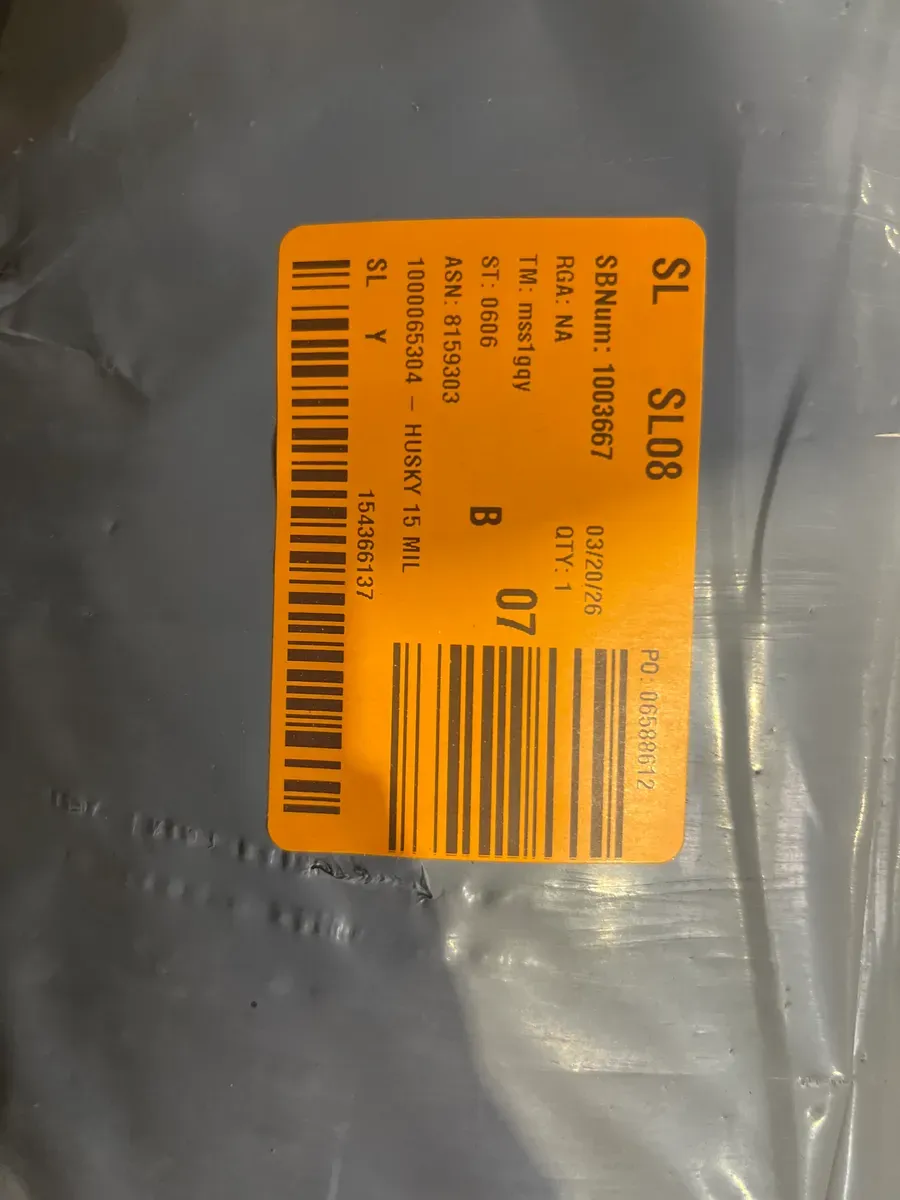 SL SL08
PO: 06588612
SBNum: 1003667 03/20/26
RGA: NA QTY: 1
TM: mss1gqy
07
ST: 0606
B
ASN: 8159303
1000065304 – HUSKY 15 MIL
SL Y 154366137